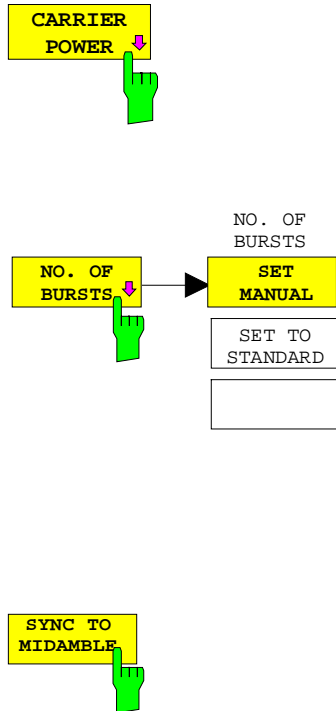 CARRIER
POWER
NO. OF
BURSTS
NO. OF
BURSTS
SET
MANUAL
SET TO
STANDARD
SYNC TO
MIDAMBLE